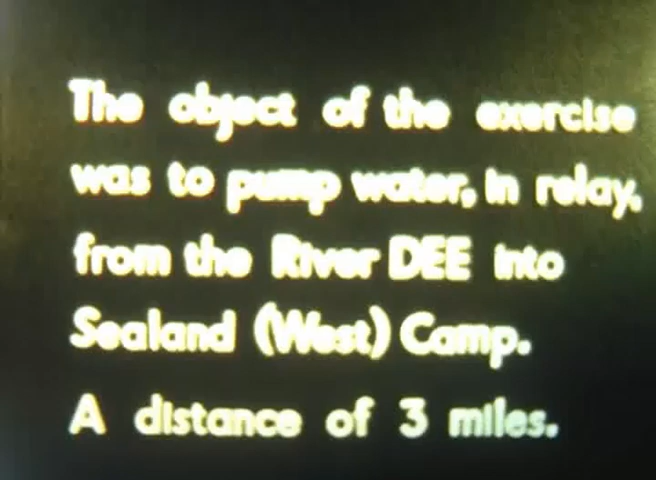 The object of the exercise
was to pump water, in relay,
from the River DEE into
Sealand (West) Camp.
A distance of 3 miles.